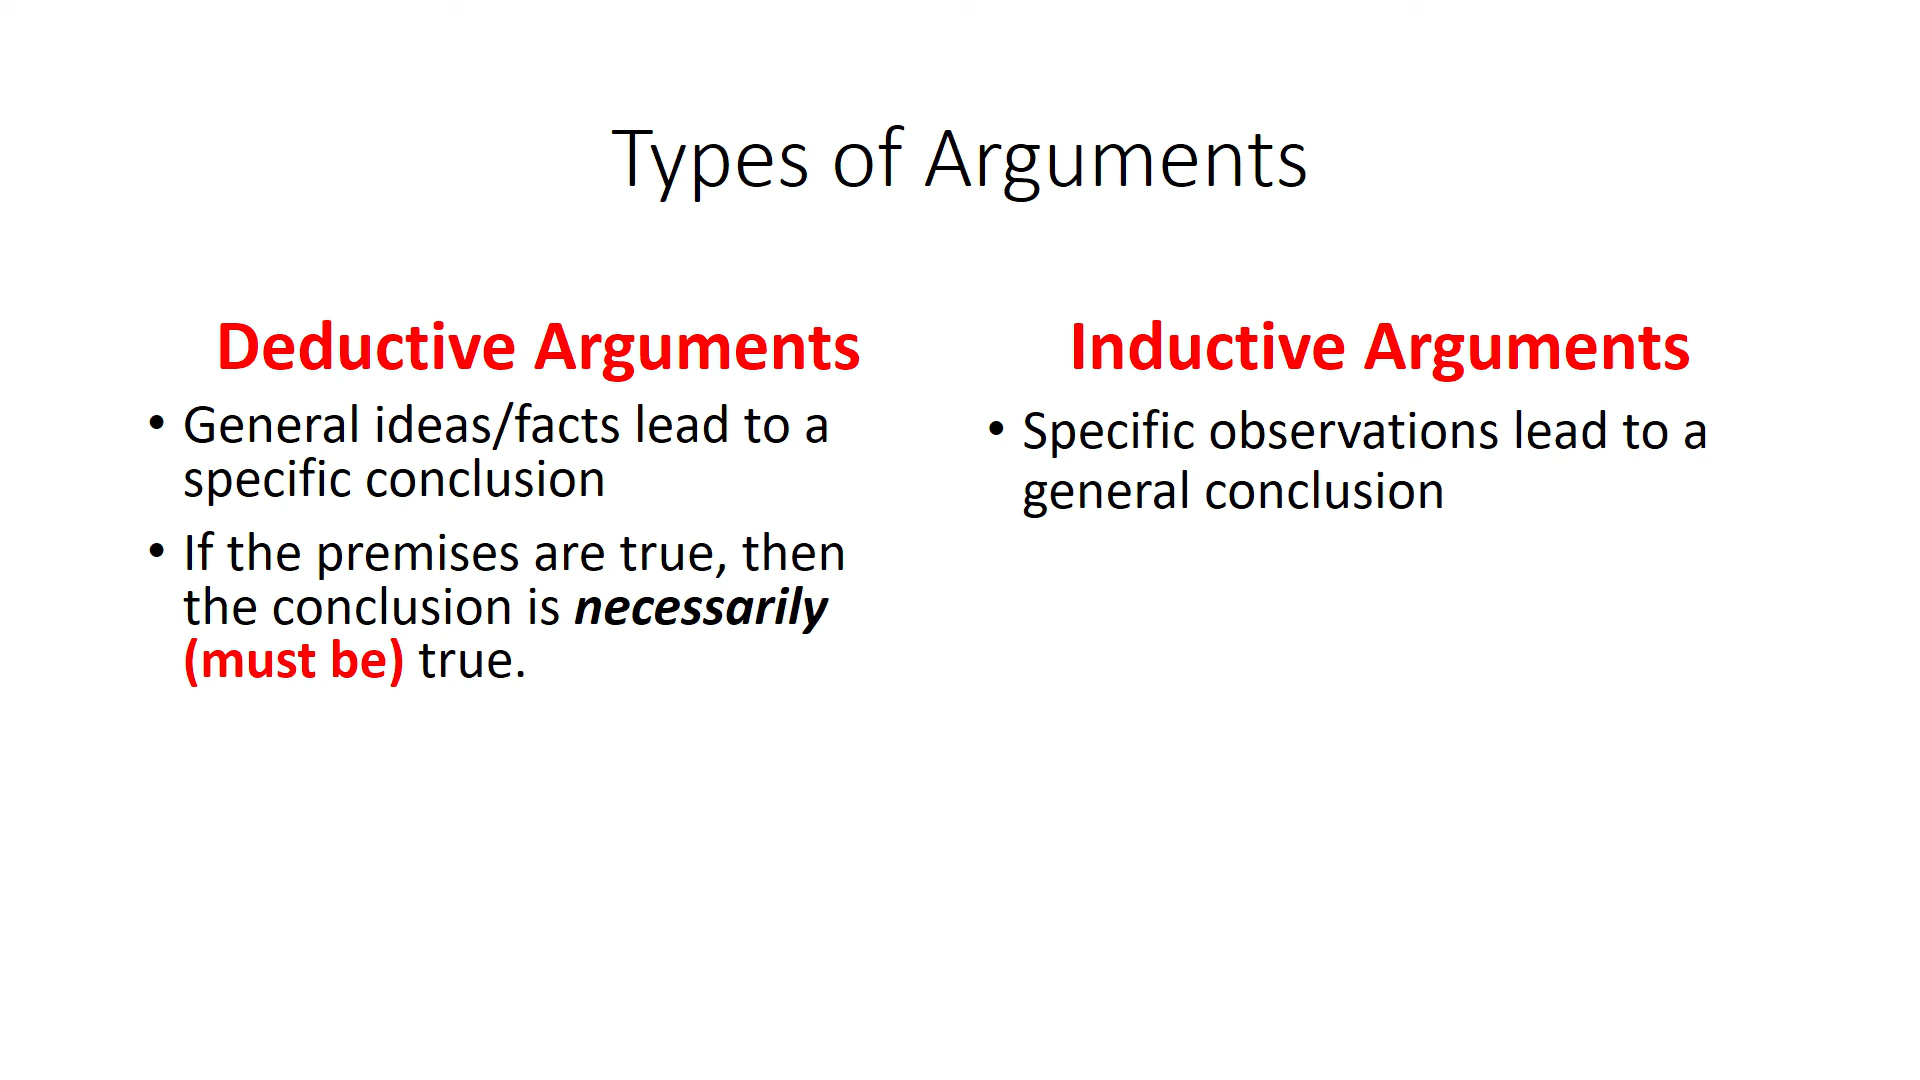 Types of Arguments
Deductive Arguments
• General ideas/facts lead to a
specific conclusion
• If the premises are true, then
the conclusion is necessarily
(must be) true.
Inductive Arguments
• Specific observations lead to a
general conclusion